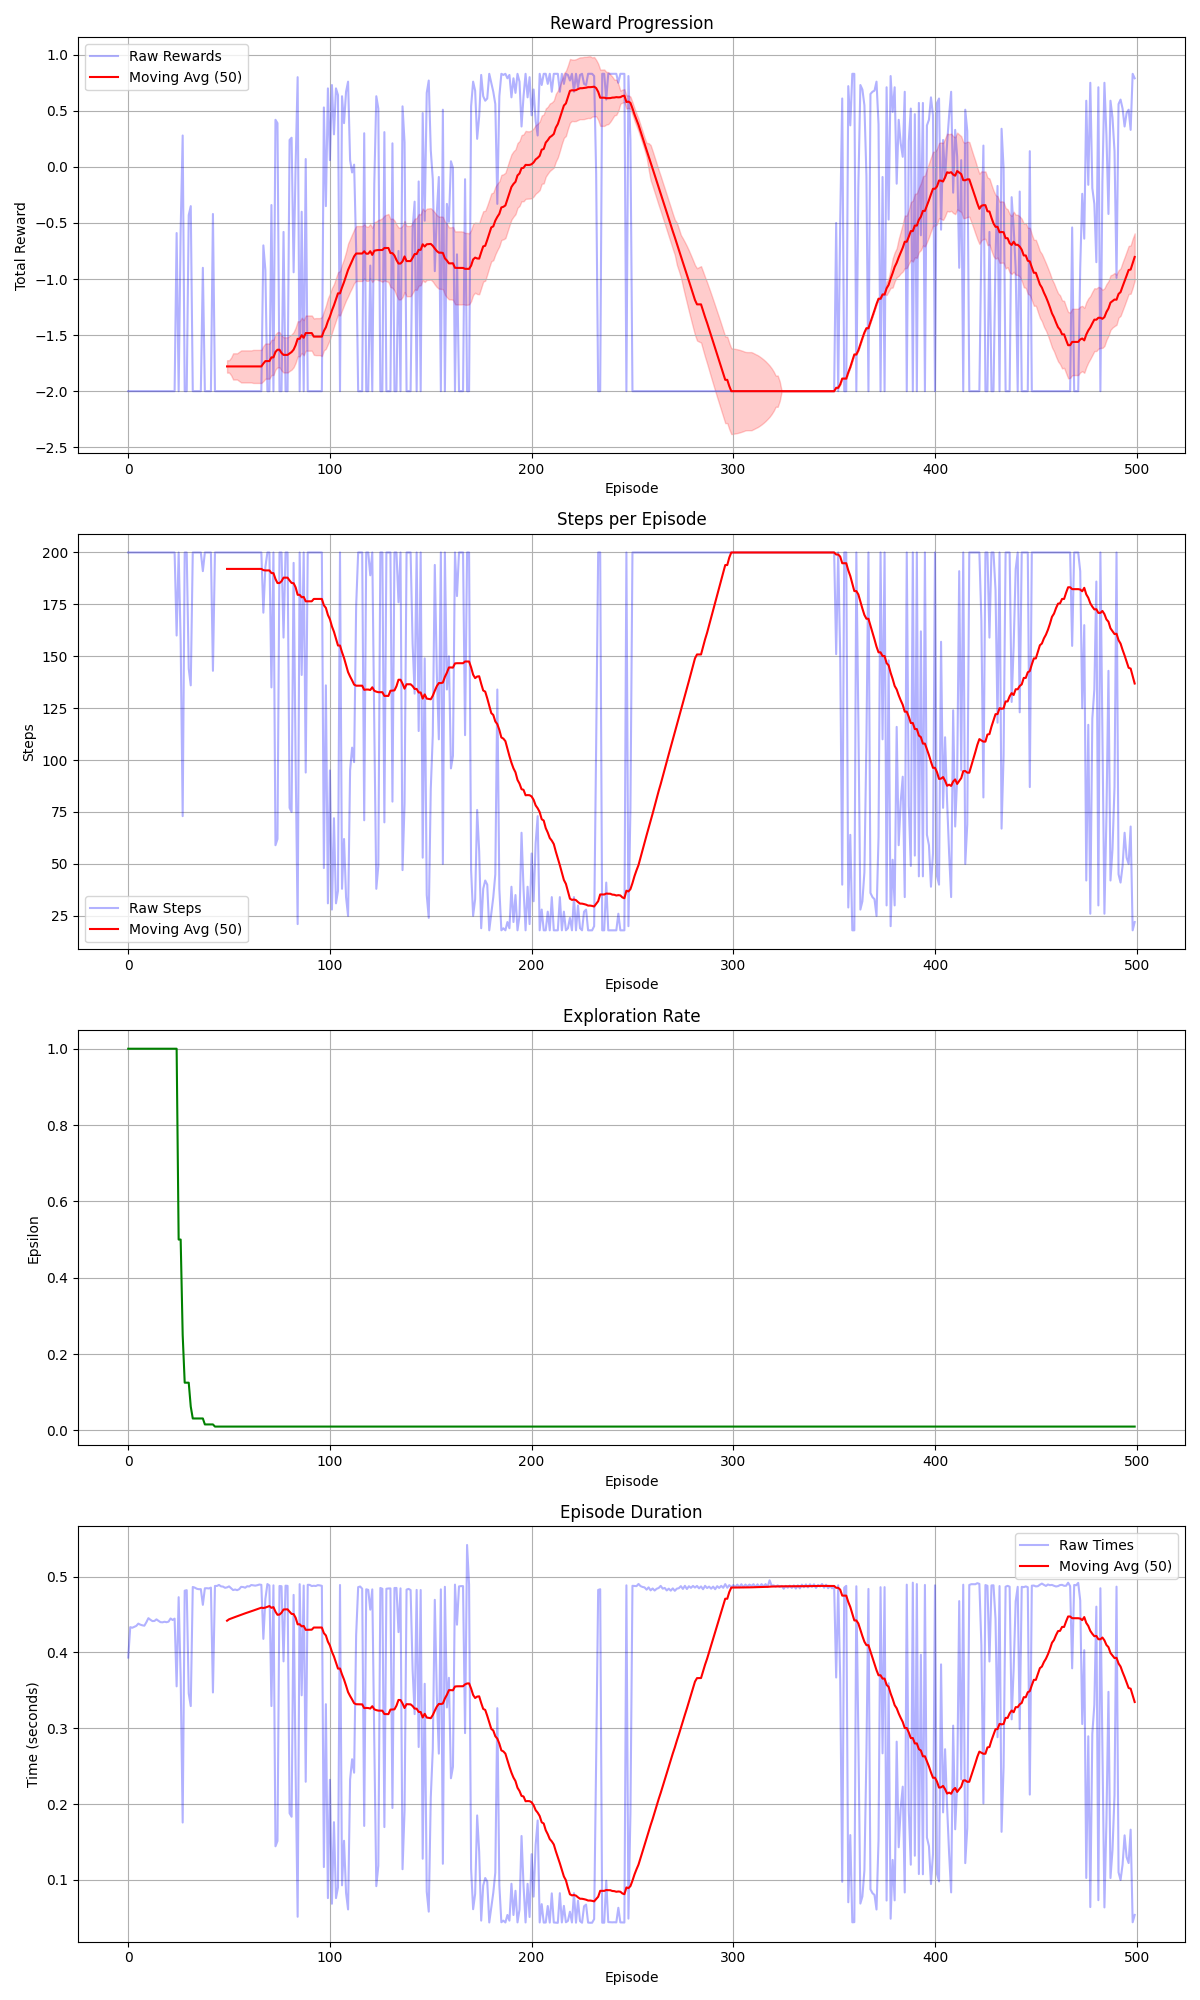 Reward Progression
Raw Rewards
Moving Avg (50)
Total Reward
1.0
0.5
0.0
−0.5
−1.0
−1.5
−2.0
−2.5
0 100 200 300 400 500
Episode
Steps per Episode
Steps
200
175
150
125
100
75
50
25
Raw Steps
Moving Avg (50)
0 100 200 300 400 500
Episode
Exploration Rate
Epsilon
1.0
0.8
0.6
0.4
0.2
0.0
0 100 200 300 400 500
Episode
Episode Duration
Raw Times
Moving Avg (50)
Time (seconds)
0.5
0.4
0.3
0.2
0.1
0 100 200 300 400 500
Episode